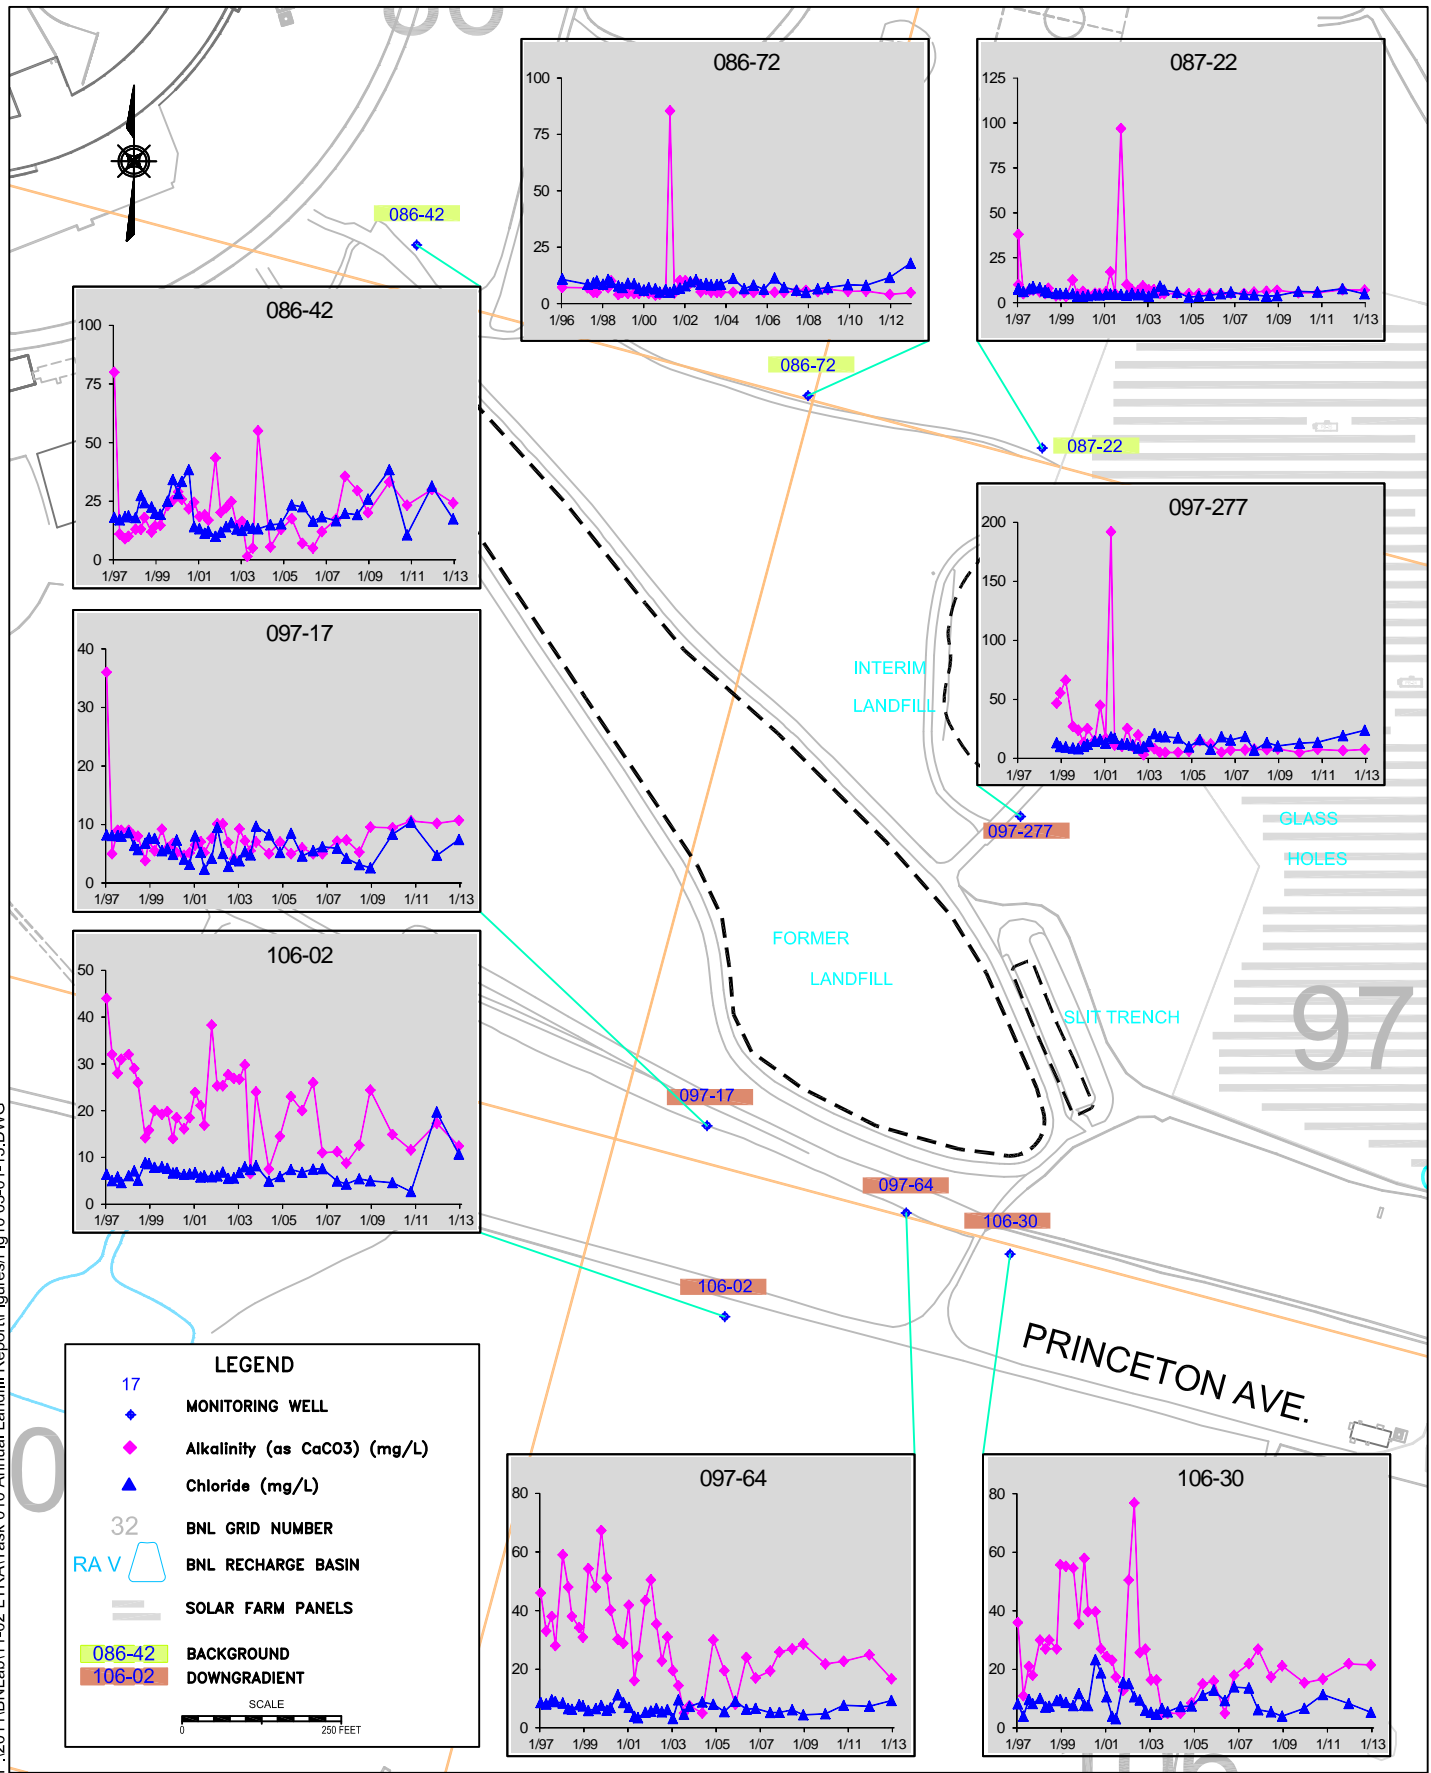 086-72
100
75
50
25
0
1/96 1/98 1/00 1/02 1/04 1/06 1/08 1/10 1/12
087-22
125
100
75
50
25
0
1/97 1/99 1/01 1/03 1/05 1/07 1/09 1/11 1/13
086-42
086-42
100
75
50
25
0
1/97 1/99 1/01 1/03 1/05 1/07 1/09 1/11 1/13
086-72
087-22
097-277
200
150
100
50
0
1/97 1/99 1/01 1/03 1/05 1/07 1/09 1/11 1/13
097-17
40
30
20
10
0
1/97 1/99 1/01 1/03 1/05 1/07 1/09 1/11 1/13
INTERIM
LANDFILL
097-277
GLASS
HOLES
106-02
50
40
30
20
10
0
1/97 1/99 1/01 1/03 1/05 1/07 1/09 1/11 1/13
FORMER
LANDFILL
SLIT TRENCH
97
097-17
097-64
106-30
106-02
PRINCETON AVE.
LEGEND
17
MONITORING WELL
Alkalinity (as CaCO3) (mg/L)
Chloride (mg/L)
32 BNL GRID NUMBER
RA V BNL RECHARGE BASIN
SOLAR FARM PANELS
086-42 BACKGROUND
106-02 DOWNGRADIENT
SCALE
0 250 FEET
097-64
80
60
40
20
0
1/97 1/99 1/01 1/03 1/05 1/07 1/09 1/11 1/13
106-30
80
60
40
20
0
1/97 1/99 1/01 1/03 1/05 1/07 1/09 1/11 1/13